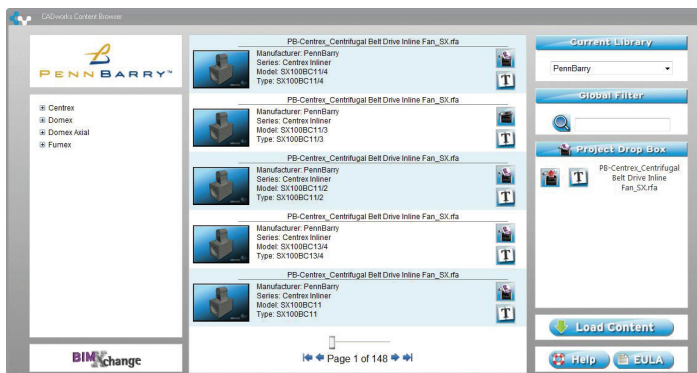 CADworks Content Browser
PENNBARRY™
Centrex
Domex
Domex Axial
Fumex
BIMXchange
PB-Centrex_Centrifugal Belt Drive Inline Fan_SX.rfa
Manufacturer: PennBarry
Series: Centrex Inliner
Model: SX100BC11/4
Type: SX100BC11/4
T
PB-Centrex_Centrifugal Belt Drive Inline Fan_SX.rfa
Manufacturer: PennBarry
Series: Centrex Inliner
Model: SX100BC11/3
Type: SX100BC11/3
T
PB-Centrex_Centrifugal Belt Drive Inline Fan_SX.rfa
Manufacturer: PennBarry
Series: Centrex Inliner
Model: SX100BC11/2
Type: SX100BC11/2
T
PB-Centrex_Centrifugal Belt Drive Inline Fan_SX.rfa
Manufacturer: PennBarry
Series: Centrex Inliner
Model: SX100BC13/4
Type: SX100BC13/4
T
PB-Centrex_Centrifugal Belt Drive Inline Fan_SX.rfa
Manufacturer: PennBarry
Series: Centrex Inliner
Model: SX100BC11
Type: SX100BC11
T
Page 1 of 148
Current Library
PennBarry
Global Filter
Project Drop Box
T
PB-Centrex_Centrifugal
Belt Drive Inline
Fan_SX.rfa
Load Content
Help
EULA